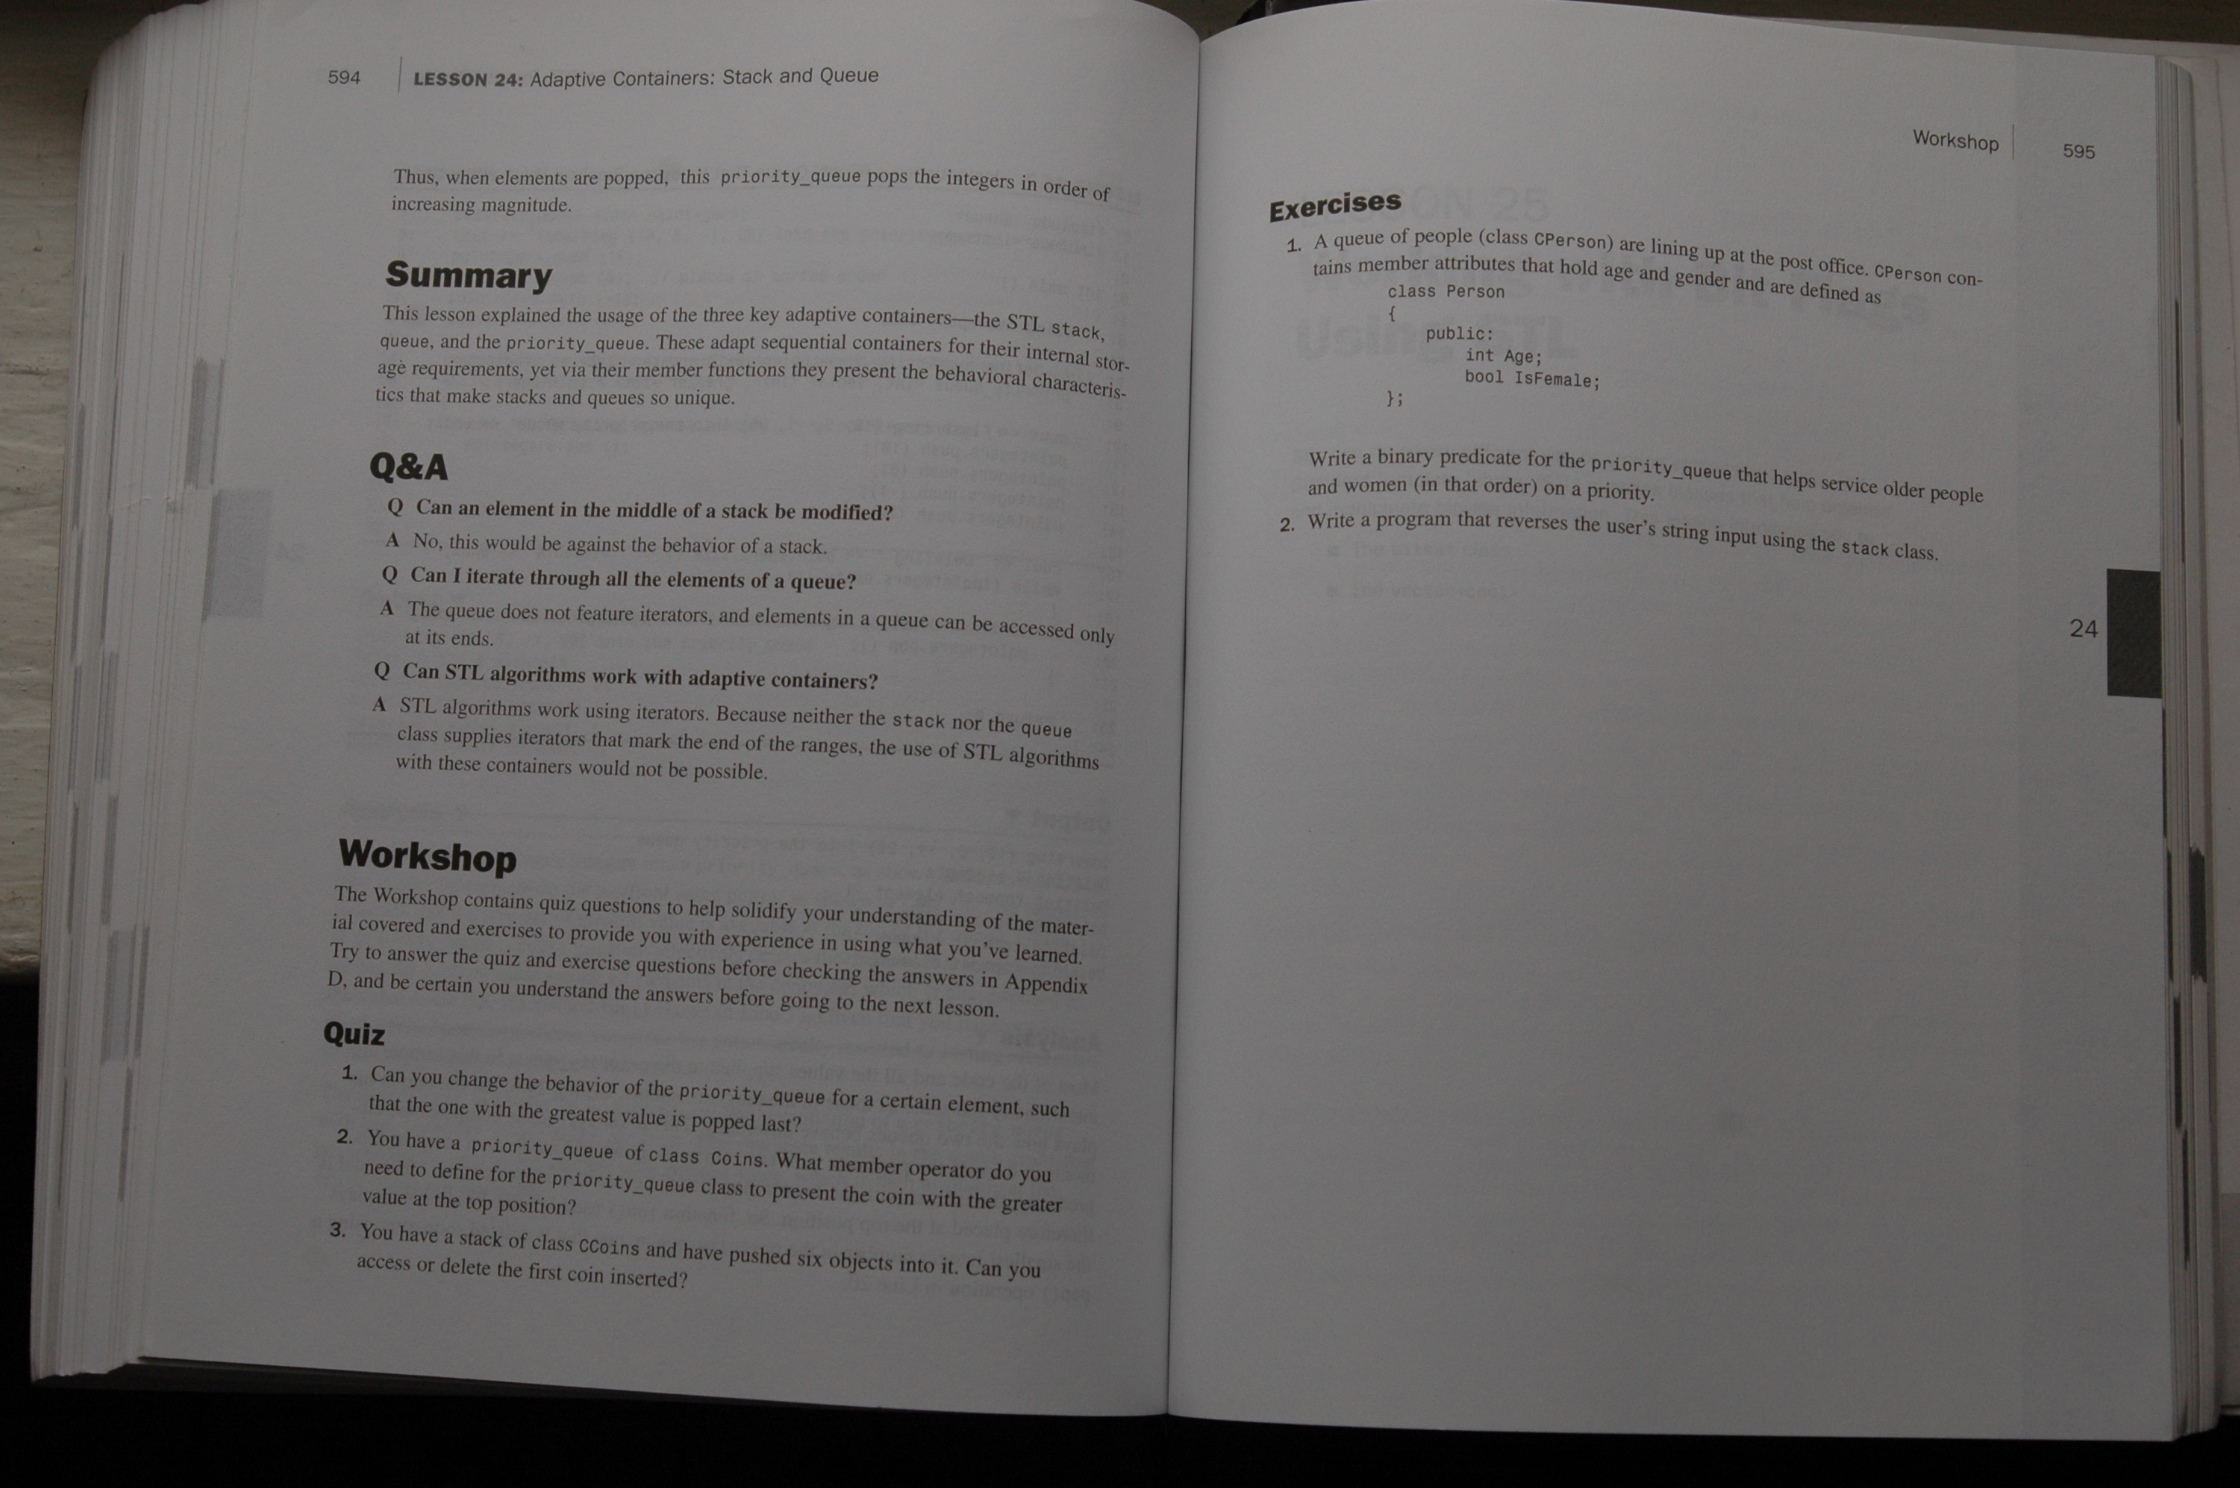 594 LESSON 24: Adaptive Containers: Stack and Queue
Thus, when elements are popped, this priority_queue pops the integers in order of
increasing magnitude.
Summary
This lesson explained the usage of the three key adaptive containers—the STL stack,
queue, and the priority_queue. These adapt sequential containers for their internal stor-
age requirements, yet via their member functions they present the behavioral characteris-
tics that make stacks and queues so unique.
Q&A
Q Can an element in the middle of a stack be modified?
A No, this would be against the behavior of a stack.
Q Can I iterate through all the elements of a queue?
A The queue does not feature iterators, and elements in a queue can be accessed only
at its ends.
Q Can STL algorithms work with adaptive containers?
A STL algorithms work using iterators. Because neither the stack nor the queue
class supplies iterators that mark the end of the ranges, the use of STL algorithms
with these containers would not be possible.
Workshop
The Workshop contains quiz questions to help solidify your understanding of the mater-
ial covered and exercises to provide you with experience in using what you've learned.
Try to answer the quiz and exercise questions before checking the answers in Appendix
D, and be certain you understand the answers before going to the next lesson.
Quiz
1. Can you change the behavior of the priority_queue for a certain element, such
that the one with the greatest value is popped last?
2. You have a priority_queue of class Coins. What member operator do you
need to define for the priority_queue class to present the coin with the greater
value at the top position?
3. You have a stack of class CCoins and have pushed six objects into it. Can you
access or delete the first coin inserted?
Workshop 595
Exercises
1. A queue of people (class CPerson) are lining up at the post office. CPerson con-
tains member attributes that hold age and gender and are defined as
class Person
{
public:
int Age;
bool IsFemale;
};
Write a binary predicate for the priority_queue that helps service older people
and women (in that order) on a priority.
2. Write a program that reverses the user's string input using the stack class.
24